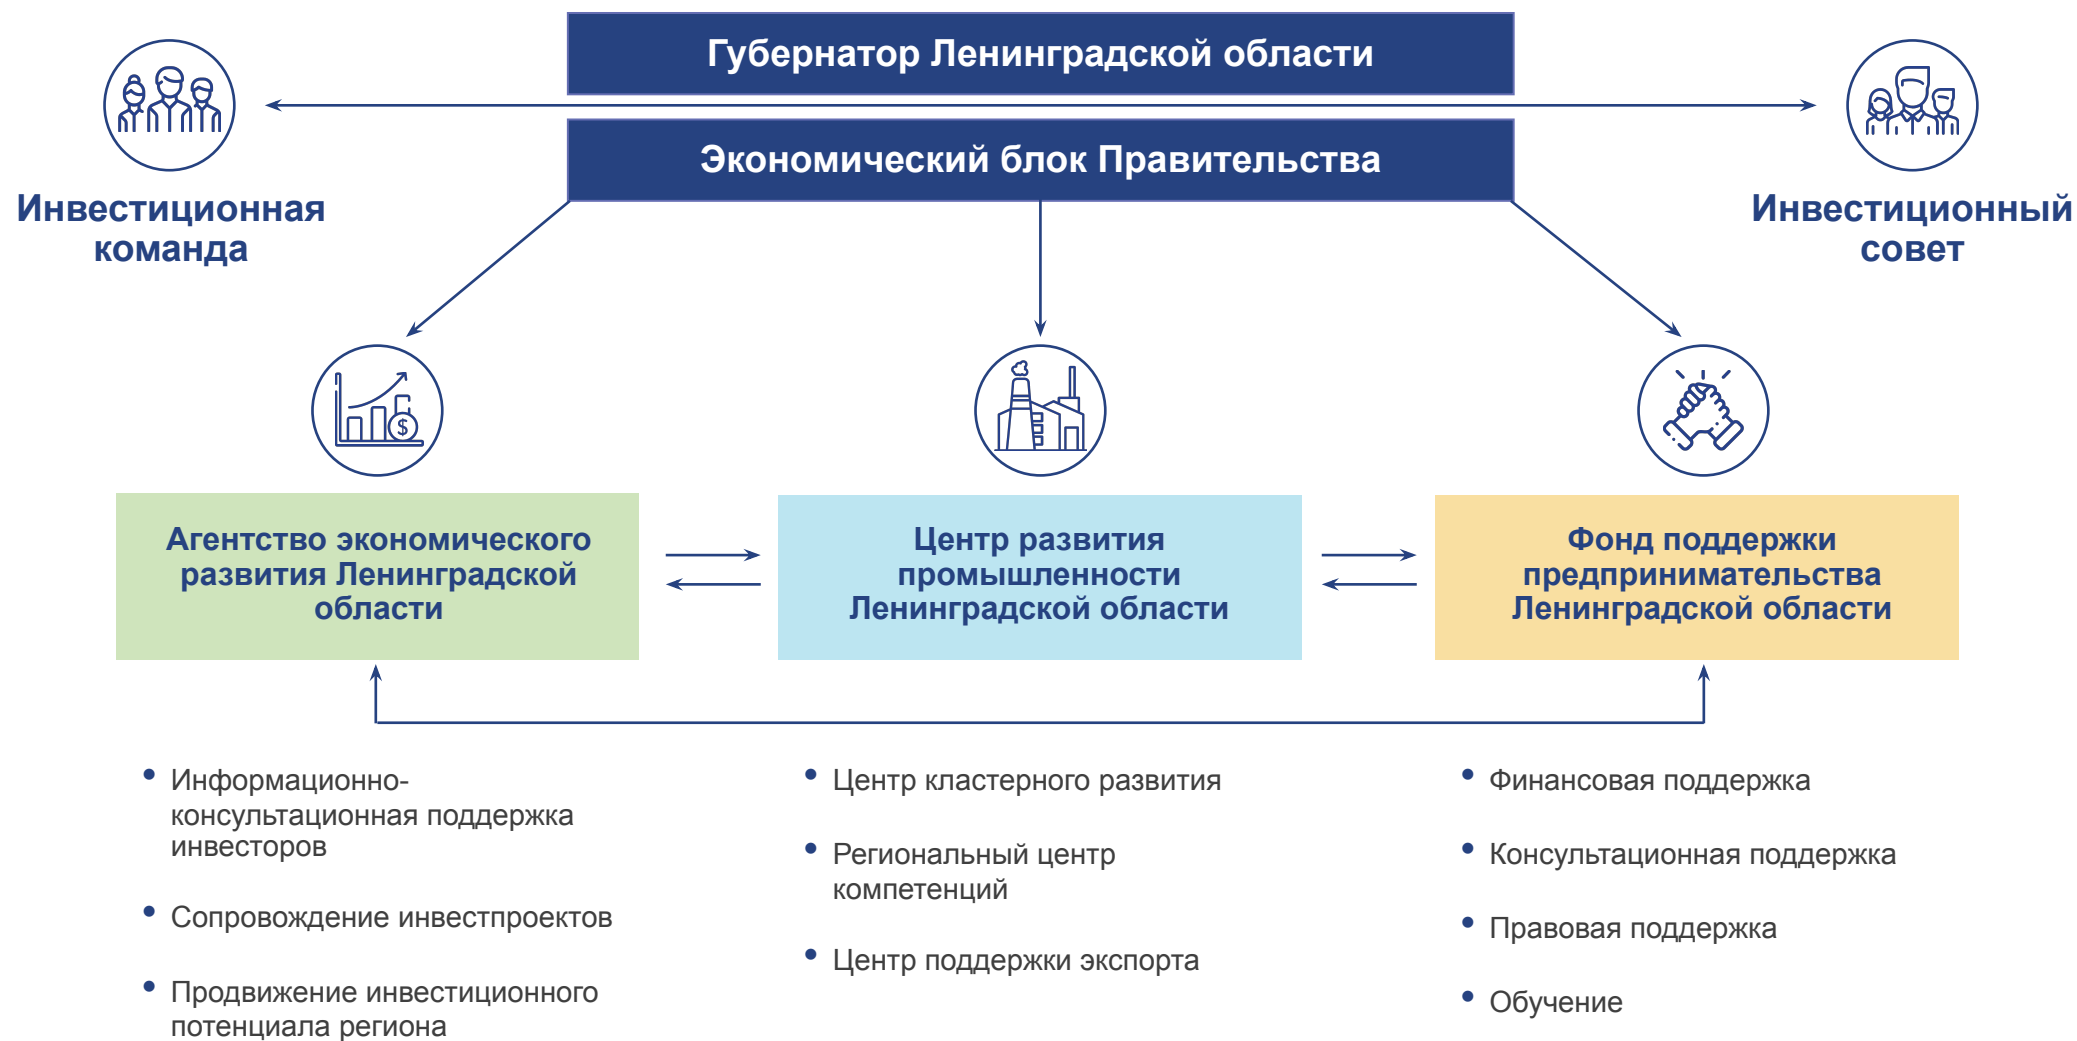 Губернатор Ленинградской области
Экономический блок Правительства
Инвестиционная
команда
Инвестиционный
совет
Агентство экономического
развития Ленинградской
области
Центр развития
промышленности
Ленинградской области
Фонд поддержки
предпринимательства
Ленинградской области
• Информационно-
консультационная поддержка
инвесторов
• Сопровождение инвестпроектов
• Продвижение инвестиционного
потенциала региона
• Центр кластерного развития
• Региональный центр
компетенций
• Центр поддержки экспорта
• Финансовая поддержка
• Консультационная поддержка
• Правовая поддержка
• Обучение